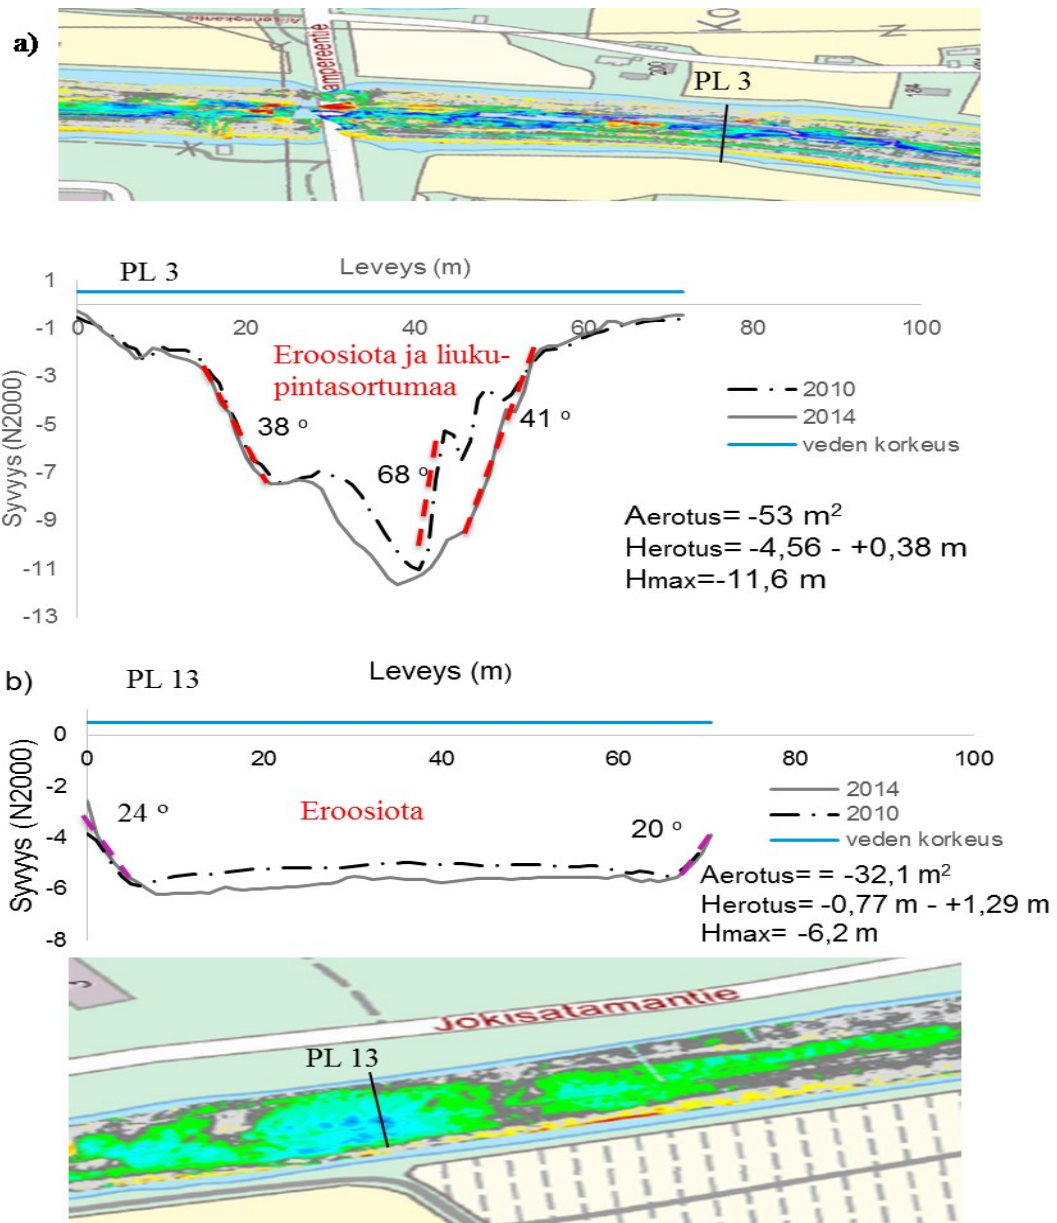 a)
Tampereentie
Ko
N
200
184
PL 3
PL 3
Leveys (m)
1
-1
-3
-5
-7
-9
-11
-13
0
20
40
60
80
100
Syvyys (N2000)
Eroosiota ja liuku-
pintasortumaa
38 o
68 o
41 o
2010
2014
veden korkeus
Aerotus= -53 m2
Herotus= -4,56 - +0,38 m
Hmax=-11,6 m
b)
PL 13
Leveys (m)
0
-2
-4
-6
-8
0
20
40
60
80
100
Syvyys (N2000)
24 o
Eroosiota
20 o
2014
2010
veden korkeus
Aerotus= = -32,1 m2
Herotus= -0,77 m - +1,29 m
Hmax= -6,2 m
Jokisatamantie
PL 13